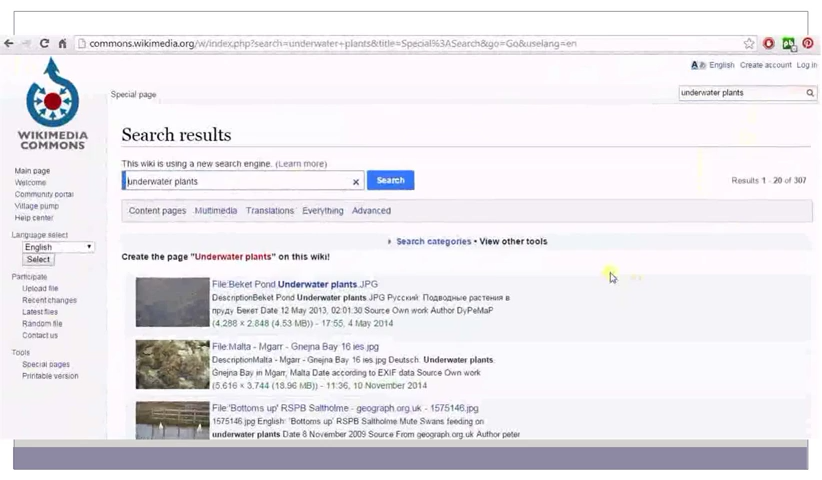 commons.wikimedia.org/w/index.php?search=underwater+plants&title=Special%3ASearch&go=Go&uselang=en
English Create account Log in
Special page
underwater plants
WIKIMEDIA
COMMONS
Main page
Welcome
Community portal
Village pump
Help center
Language select
English
Select
Participate
Upload file
Recent changes
Latest files
Random file
Contact us
Tools
Special pages
Printable version
Search results
This wiki is using a new search engine. (Learn more)
underwater plants
Search
Results 1 - 20 of 307
Content pages Multimedia Translations Everything Advanced
Search categories • View other tools
Create the page "Underwater plants" on this wiki!
File:Beket Pond Underwater plants.JPG
DescriptionBeket Pond Underwater plants JPG Русский: Подводные растения в
пруду Бекет Date 12 May 2013, 02:01:30 Source Own work Author DyPeMaP
(4,288 × 2,848 (4.53 MB)) - 17:55, 4 May 2014
File:Malta - Mgarr - Gnejna Bay 16 ies.jpg
DescriptionMalta - Mgarr - Gnejna Bay 16 ies.jpg Deutsch: Underwater plants.
Gnejna Bay in Mgarr, Malta Date according to EXIF data Source Own work
(5,616 × 3,744 (18.96 MB)) - 11:36, 10 November 2014
File:'Bottoms up' RSPB Saltholme - geograph.org.uk - 1575146.jpg
1575146.jpg English: 'Bottoms up' RSPB Saltholme Mute Swans feeding on
underwater plants Date 8 November 2009 Source From geograph.org.uk Author peter